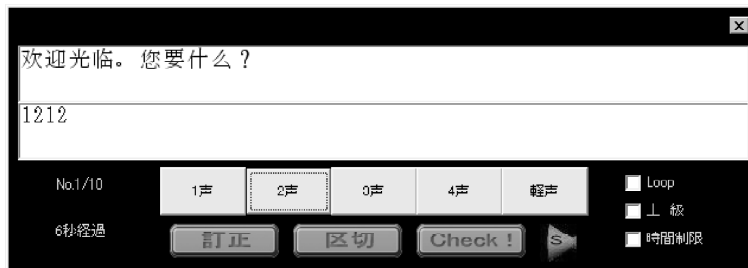 欢迎光临。您要什么？
1212
No.1/10
1声 2声 3声 4声 軽声
Loop
上 級
6秒経過
訂正 区切 Check！ S
時間制限